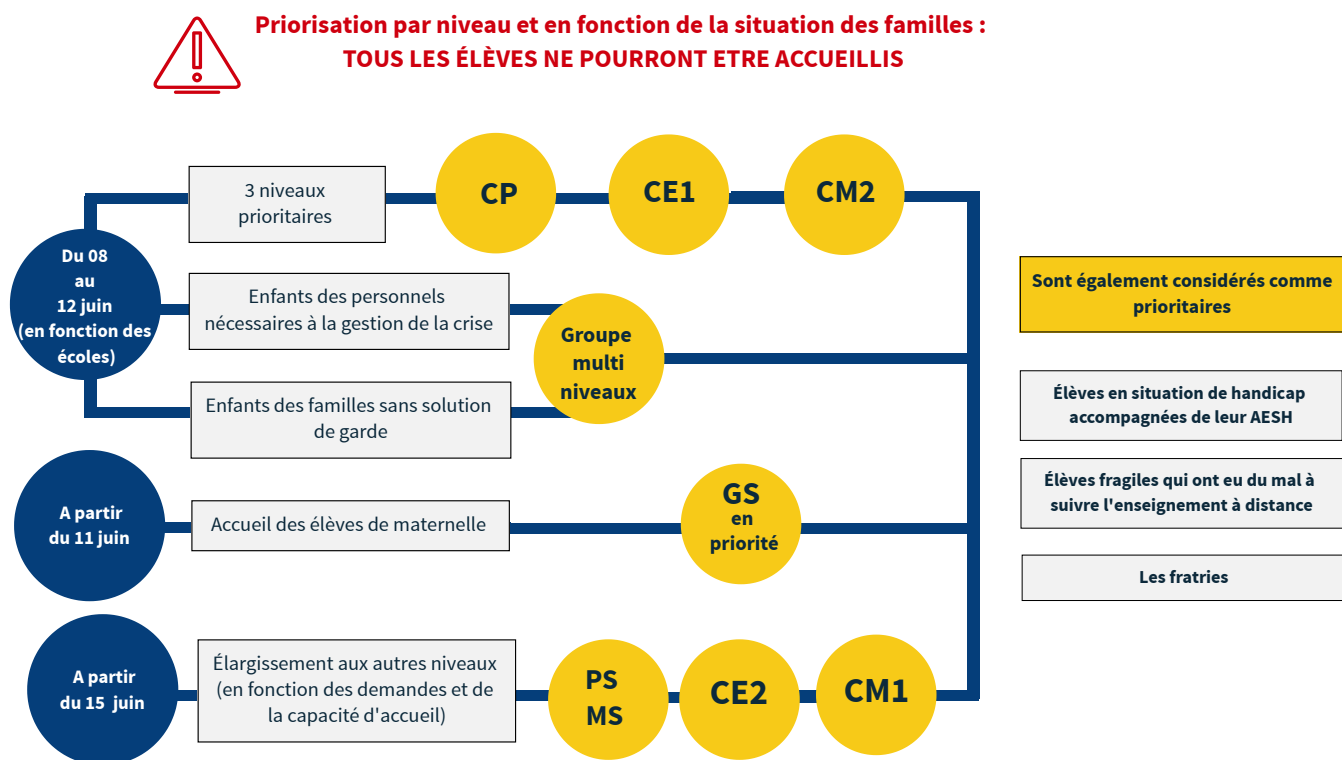 Priorisation par niveau et en fonction de la situation des familles :
TOUS LES ÉLÈVES NE POURRONT ETRE ACCUEILLIS
Du 08
au
12 juin
(en fonction des
écoles)
3 niveaux
prioritaires
CP
CE1
CM2
Enfants des personnels
nécessaires à la gestion de la crise
Enfants des familles sans solution
de garde
Groupe
multi
niveaux
A partir
du 11 juin
Accueil des élèves de maternelle
GS
en
priorité
A partir
du 15 juin
Élargissement aux autres niveaux
(en fonction des demandes et de
la capacité d'accueil)
PS
MS
CE2
CM1
Sont également considérés comme
prioritaires
Élèves en situation de handicap
accompagnées de leur AESH
Élèves fragiles qui ont eu du mal à
suivre l'enseignement à distance
Les fratries